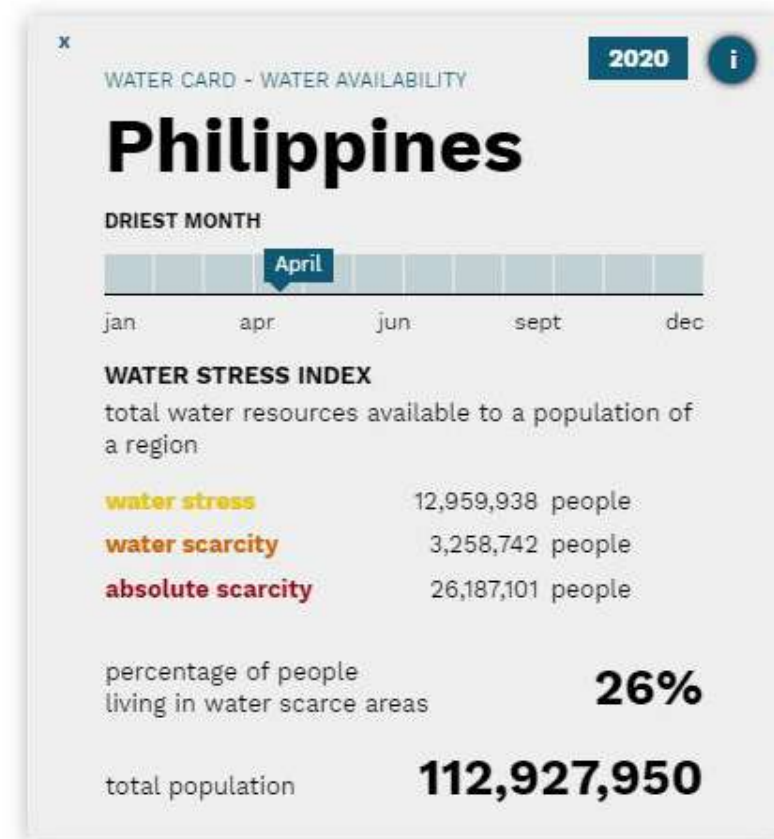 x
2020
i
WATER CARD - WATER AVAILABILITY
Philippines
DRIEST MONTH
April
jan apr jun sept dec
WATER STRESS INDEX
total water resources available to a population of
a region
water stress 12,959,938 people
water scarcity 3,258,742 people
absolute scarcity 26,187,101 people
percentage of people
living in water scarce areas
26%
total population 112,927,950